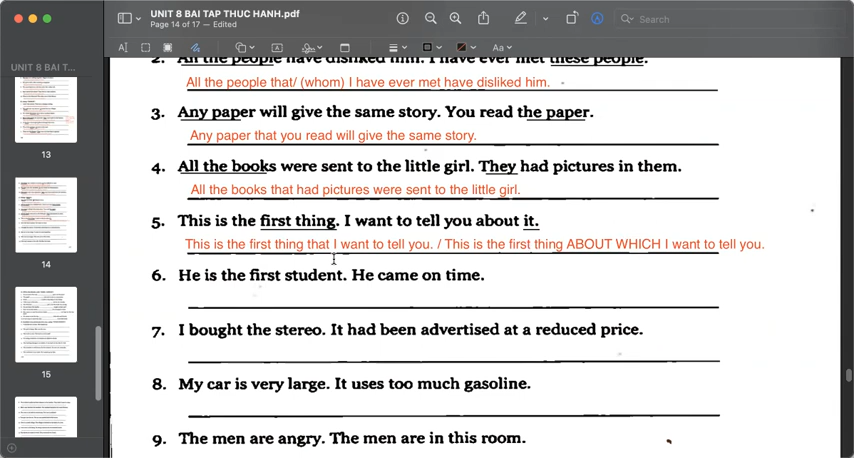 UNIT 8 BAI TAP THUC HANH.pdf
Page 14 of 17 — Edited
Search
UNIT 8 BAI T...
13
14
15
2. All the people have disliked him. I have ever met these people.
All the people that/ (whom) I have ever met have disliked him.
3. Any paper will give the same story. You read the paper.
Any paper that you read will give the same story.
4. All the books were sent to the little girl. They had pictures in them.
All the books that had pictures were sent to the little girl.
5. This is the first thing. I want to tell you about it.
This is the first thing that I want to tell you. / This is the first thing ABOUT WHICH I want to tell you.
6. He is the first student. He came on time.
7. I bought the stereo. It had been advertised at a reduced price.
8. My car is very large. It uses too much gasoline.
9. The men are angry. The men are in this room.